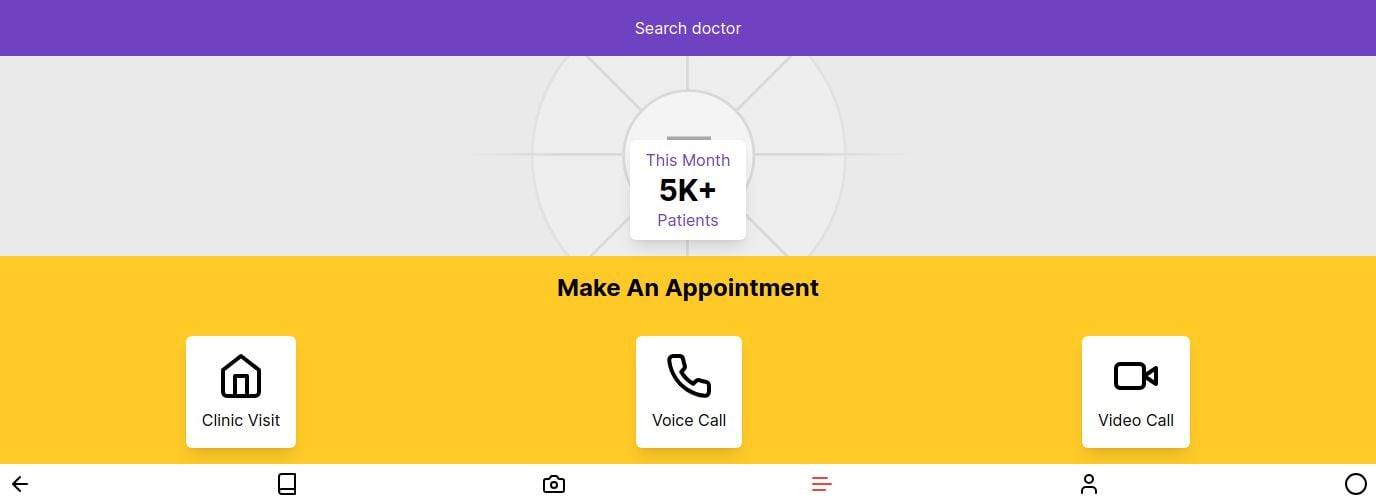 Search doctor
This Month
5K+
Patients
Make An Appointment
Clinic Visit
Voice Call
Video Call